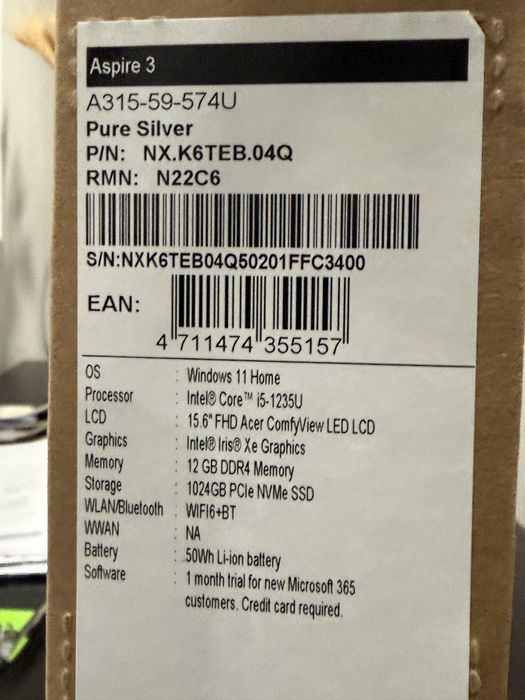 Aspire 3
A315-59-574U
Pure Silver
P/N: NX.K6TEB.04Q
RMN: N22C6
S/N:NXK6TEB04Q50201FFC3400
EAN:
4 711474 355157
OS : Windows 11 Home
Processor : Intel® Core™ i5-1235U
LCD : 15.6" FHD Acer ComfyView LED LCD
Graphics : Intel® Iris® Xe Graphics
Memory : 12 GB DDR4 Memory
Storage : 1024GB PCIe NVMe SSD
WLAN/Bluetooth : WIFI6+BT
WWAN : NA
Battery : 50Wh Li-ion battery
Software : 1 month trial for new Microsoft 365
customers. Credit card required.